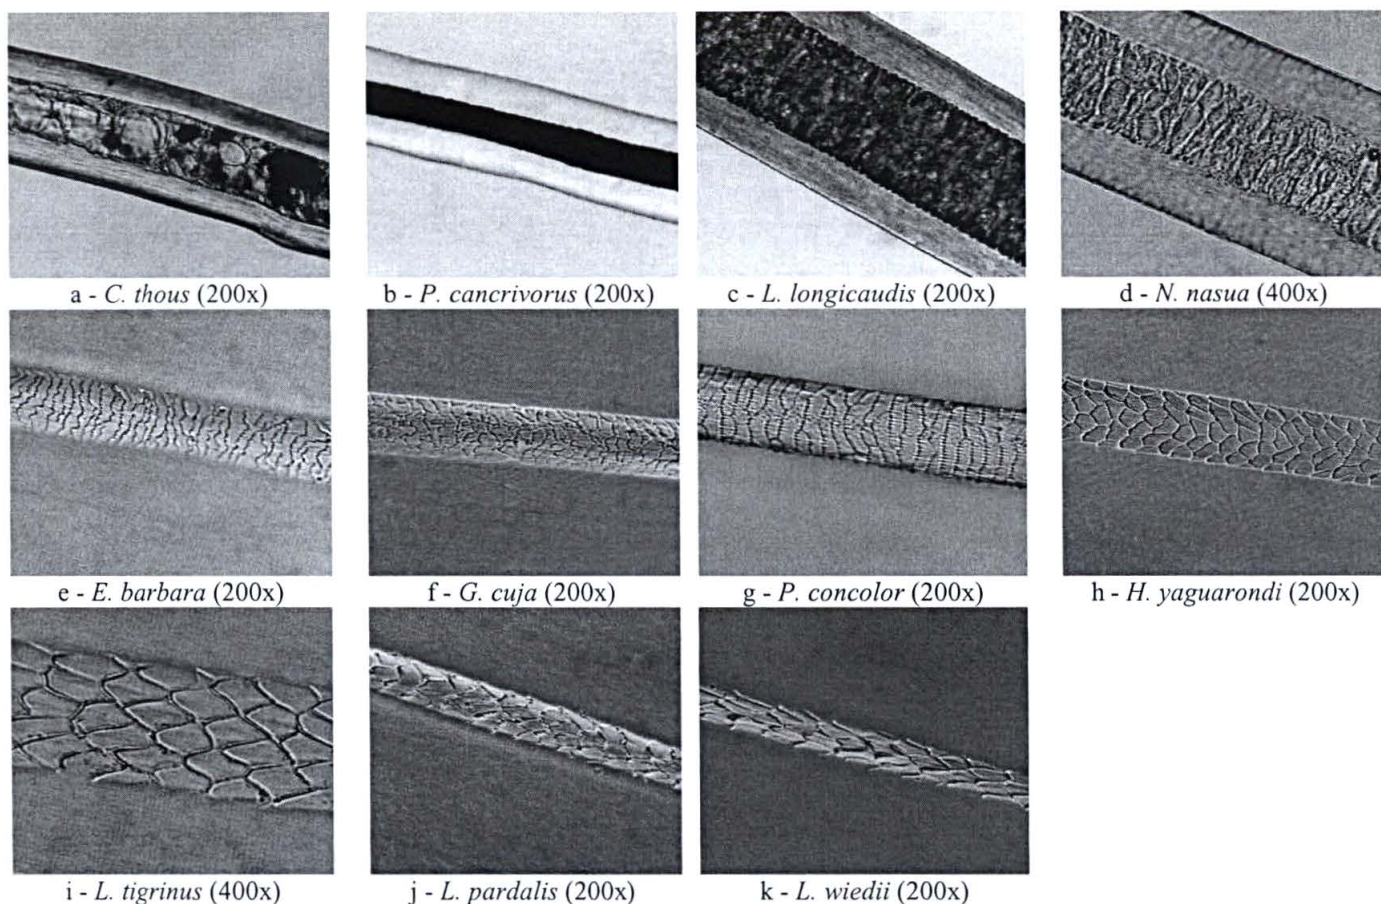 a - C. thous (200x)
b - P. cancrivorus (200x)
c - L. longicaudis (200x)
d - N. nasua (400x)
e - E. barbara (200x)
f - G. cuja (200x)
g - P. concolor (200x)
h - H. yaguarondi (200x)
i - L. tigrinus (400x)
j - L. pardalis (200x)
k - L. wiedii (200x)